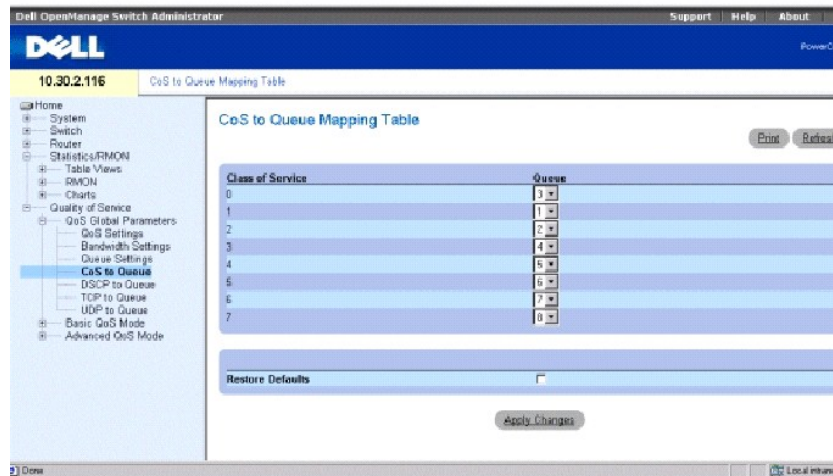 Dell OpenManage Switch Administrator
Support Help About
DELL
10.30.2.116
CoS to Queue Mapping Table
Home
System
Switch
Router
Statistics/RMON
Table Views
RMON
Charts
Quality of Service
QoS Global Parameters
QoS Settings
Bandwidth Settings
Queue Settings
CoS to Queue
DSCP to Queue
TCP to Queue
UDP to Queue
Basic QoS Mode
Advanced QoS Mode
CoS to Queue Mapping Table
Print
Class of Service Queue
0 3
1 1
2 2
3 4
4 5
5 6
6 7
7 8
Restore Defaults
Apply Changes
Done
Local